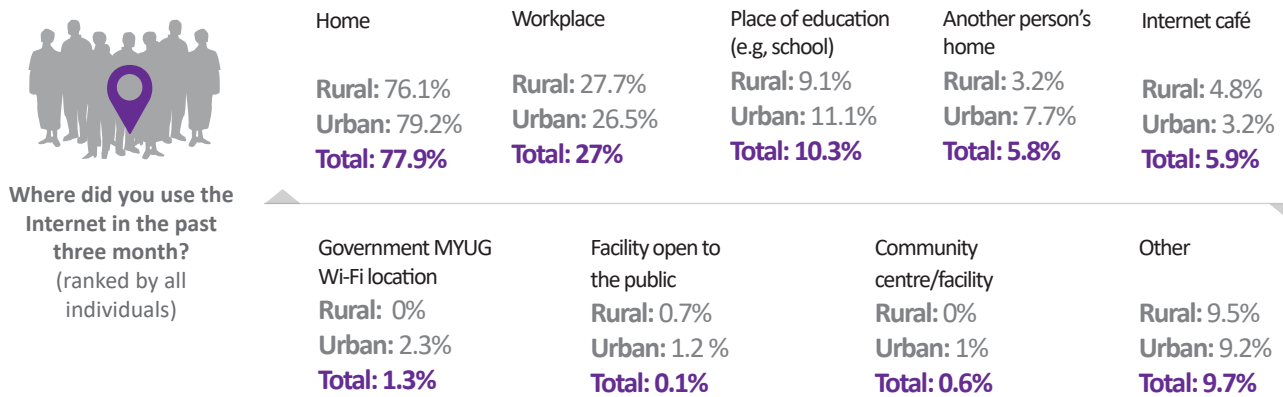 Where did you use the
Internet in the past
three month?
(ranked by all
individuals)
Home
Rural: 76.1%
Urban: 79.2%
Total: 77.9%
Workplace
Rural: 27.7%
Urban: 26.5%
Total: 27%
Place of education
(e.g, school)
Rural: 9.1%
Urban: 11.1%
Total: 10.3%
Another person's
home
Rural: 3.2%
Urban: 7.7%
Total: 5.8%
Internet café
Rural: 4.8%
Urban: 3.2%
Total: 5.9%
Government MYUG
Wi-Fi location
Rural: 0%
Urban: 2.3%
Total: 1.3%
Facility open to
the public
Rural: 0.7%
Urban: 1.2 %
Total: 0.1%
Community
centre/facility
Rural: 0%
Urban: 1%
Total: 0.6%
Other
Rural: 9.5%
Urban: 9.2%
Total: 9.7%